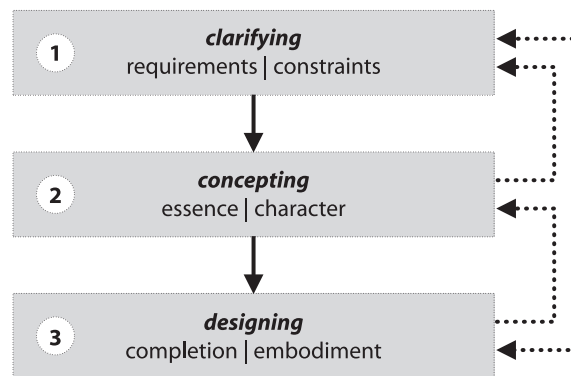 1
clarifying
requirements | constraints
2
concepting
essence | character
3
designing
completion | embodiment